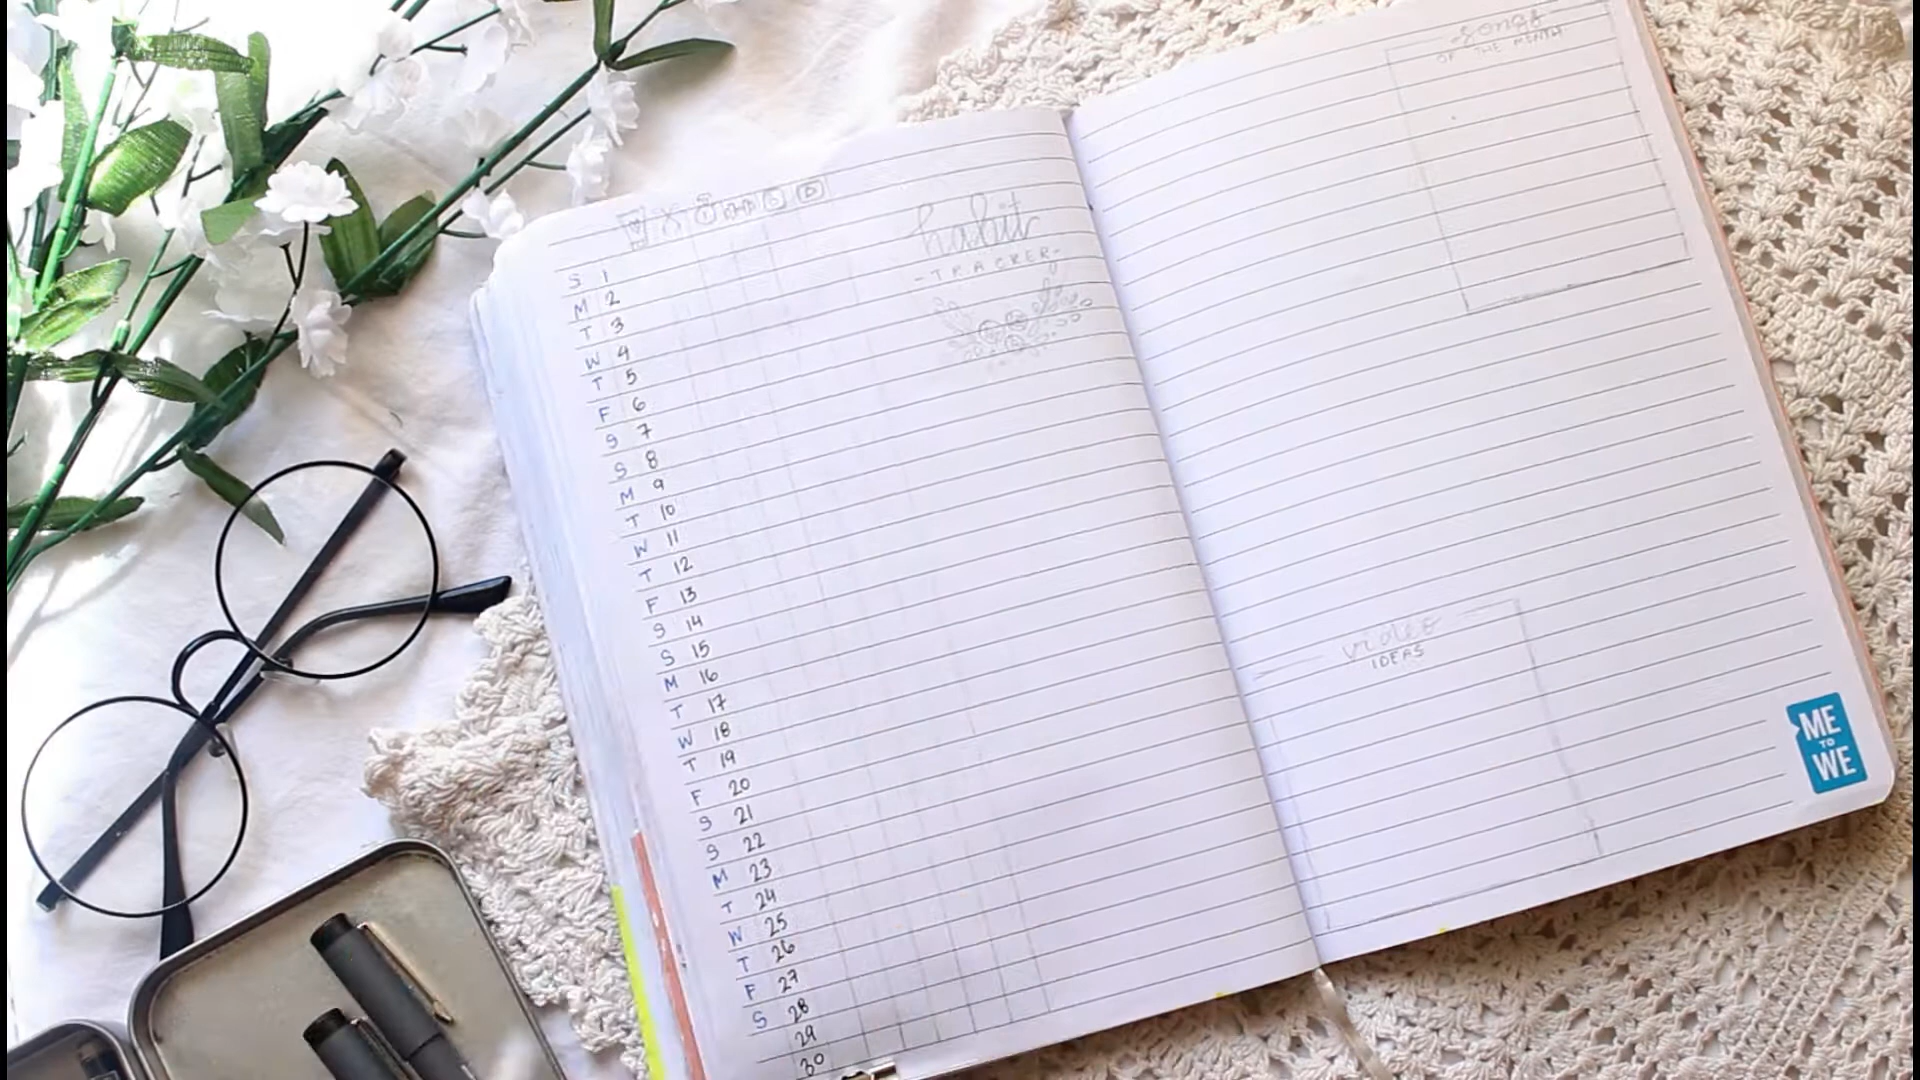 habit
-TRACKER-
S 1
M 2
T 3
W 4
T 5
F 6
S 7
S 8
M 9
T 10
W 11
T 12
F 13
S 14
S 15
M 16
T 17
W 18
T 19
F 20
S 21
S 22
M 23
T 24
W 25
T 26
F 27
S 28
29
30
songs
OF THE MONTH
video
IDEAS
ME
TO
WE